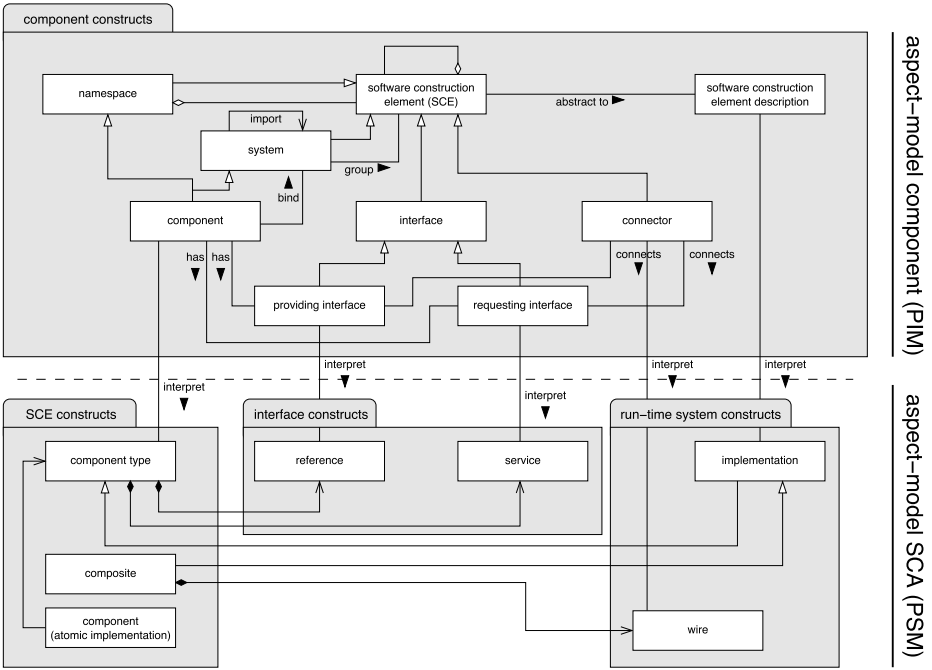 component constructs
namespace
software construction
element (SCE)
abstract to
software construction
element description
import
system
group
bind
component
interface
connector
has
has
connects
connects
providing interface
requesting interface
aspect-model component (PIM)
interpret
interpret
interpret
interpret
interpret
SCE constructs
interface constructs
run-time system constructs
component type
reference
service
implementation
composite
component
(atomic implementation)
wire
aspect-model SCA (PSM)